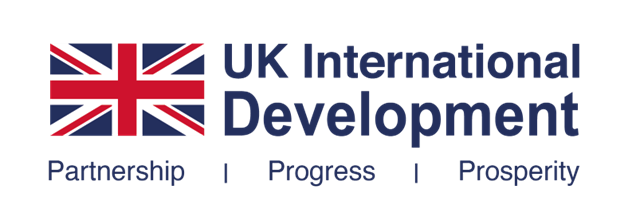 UK International
Development
Partnership | Progress | Prosperity